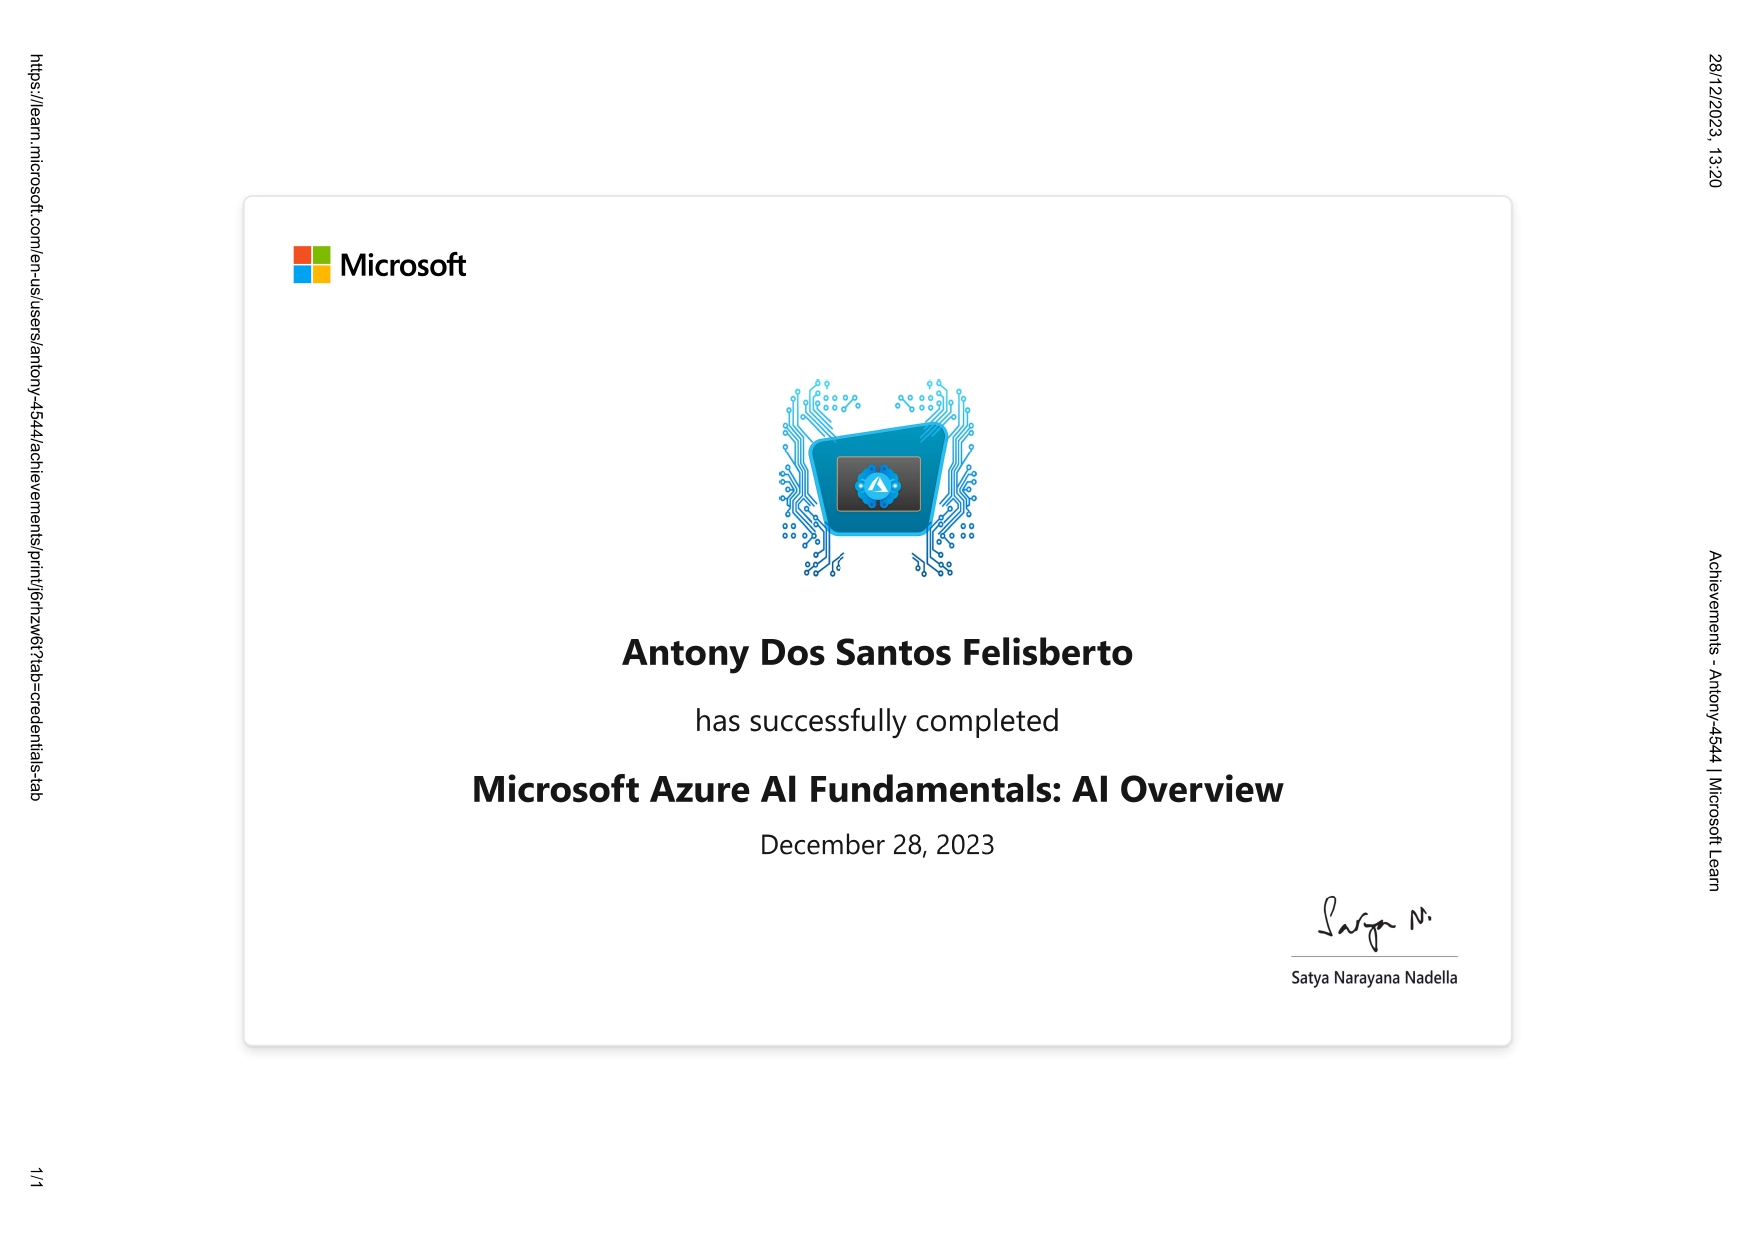 28/12/2023, 13:20
Achievements - Antony-4544 | Microsoft Learn
Microsoft
Antony Dos Santos Felisberto
has successfully completed
Microsoft Azure AI Fundamentals: AI Overview
December 28, 2023
Satya N.
Satya Narayana Nadella
https://learn.microsoft.com/en-us/users/antony-4544/achievements/print/j6rhzw6t?tab=credentials-tab
1/1